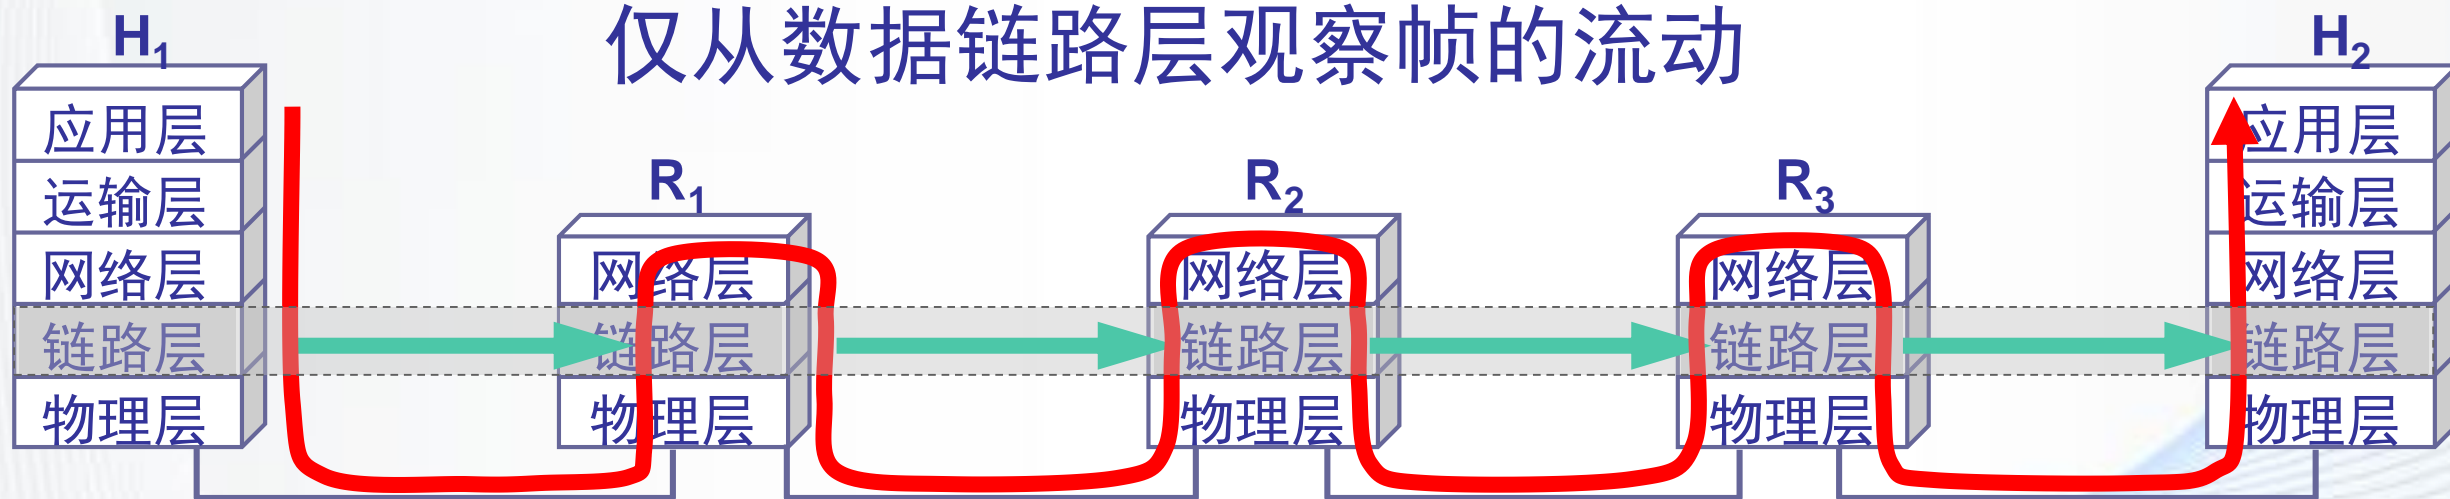 仅从数据链路层观察帧的流动
H1
应用层
运输层
网络层
链路层
物理层
R1
网络层
链路层
物理层
R2
网络层
链路层
物理层
R3
网络层
链路层
物理层
H2
应用层
运输层
网络层
链路层
物理层